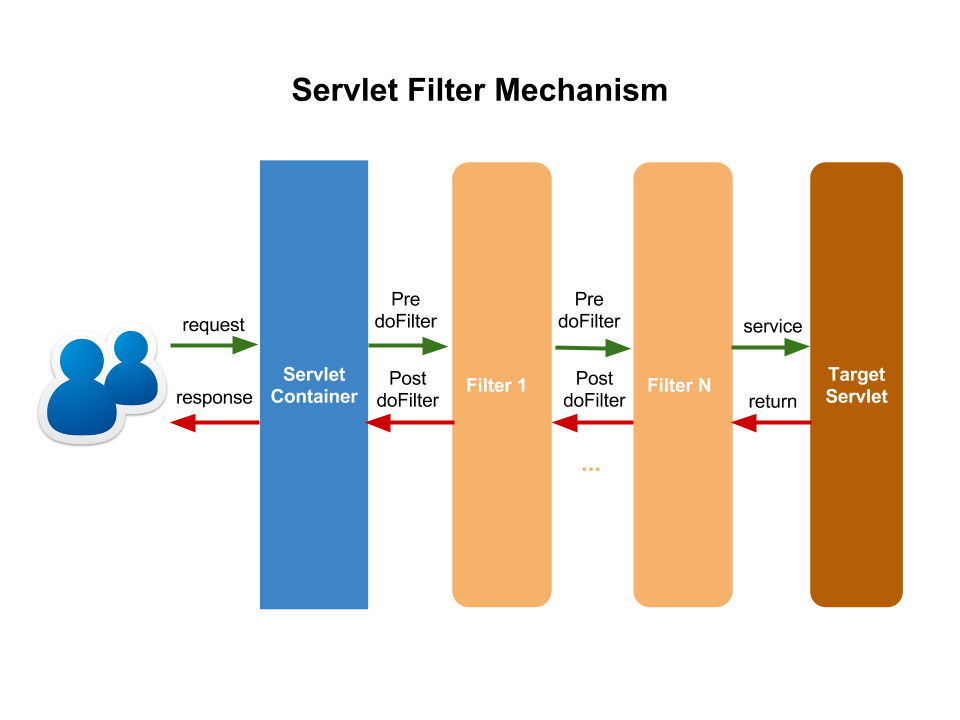 Servlet Filter Mechanism
request
response
Servlet
Container
Pre
doFilter
Post
doFilter
Filter 1
Pre
doFilter
Post
doFilter
...
Filter N
service
return
Target
Servlet